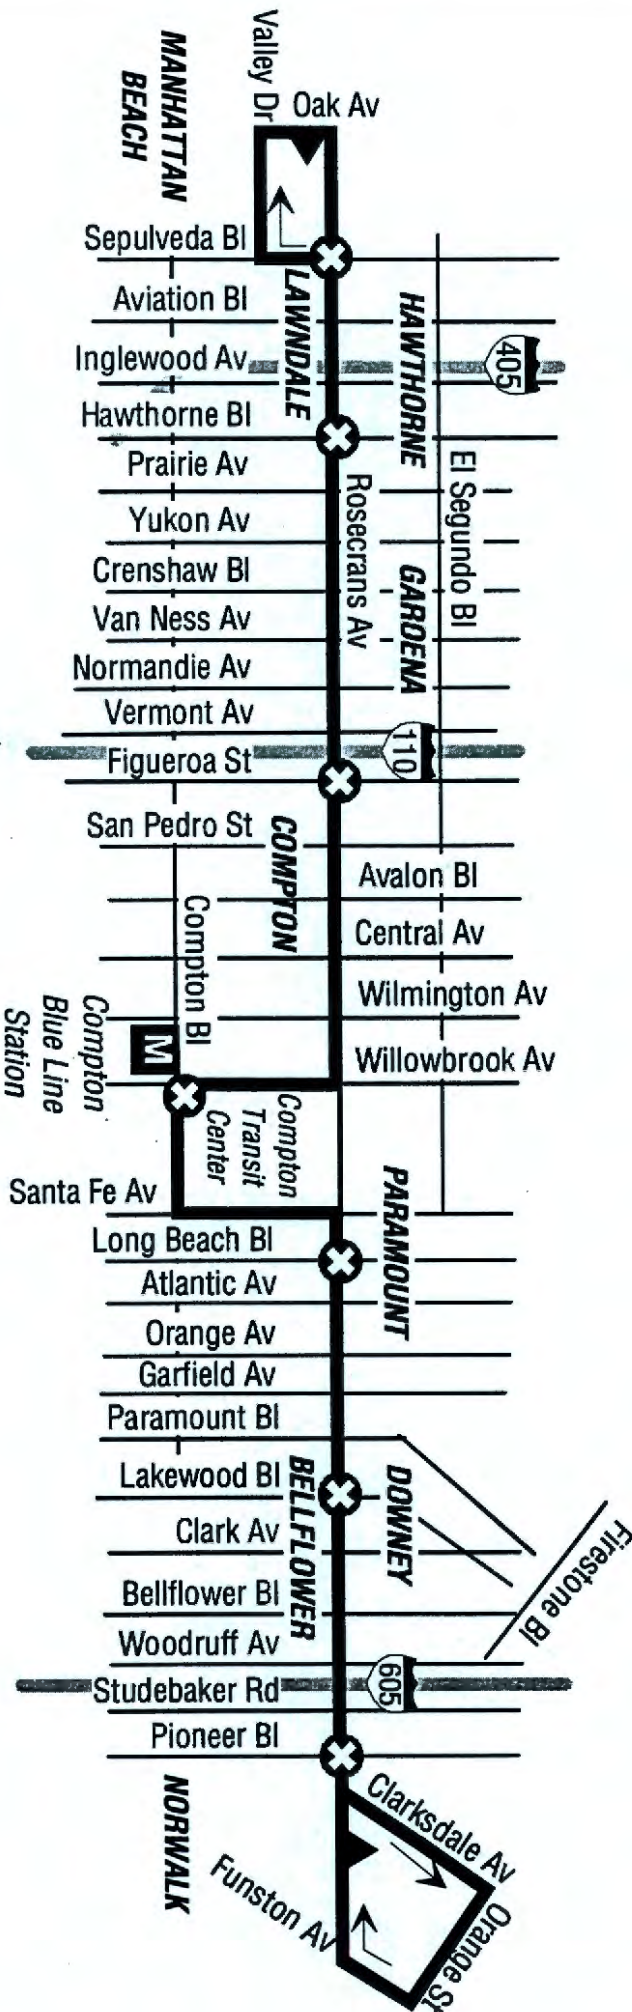 MANHATTAN
BEACH
Valley Dr
Oak Av
Sepulveda Bl
Aviation Bl
Inglewood Av
Hawthorne Bl
Prairie Av
Yukon Av
Crenshaw Bl
Van Ness Av
Normandie Av
Vermont Av
Figueroa St
San Pedro St
LAWNDALE
HAWTHORNE
405
El Segundo Bl
Rosecrans Av
GARDENA
110
COMPTON
Avalon Bl
Central Av
Wilmington Av
Willowbrook Av
Compton Bl
M
Compton
Blue Line
Station
Compton
Transit
Center
Santa Fe Av
Long Beach Bl
Atlantic Av
Orange Av
Garfield Av
Paramount Bl
Lakewood Bl
Clark Av
Bellflower Bl
Woodruff Av
Studebaker Rd
Pioneer Bl
PARAMOUNT
DOWNEY
BELLFLOWER
Firestone Bl
605
NORWALK
Clarksdale Av
Orange St
Funston Av